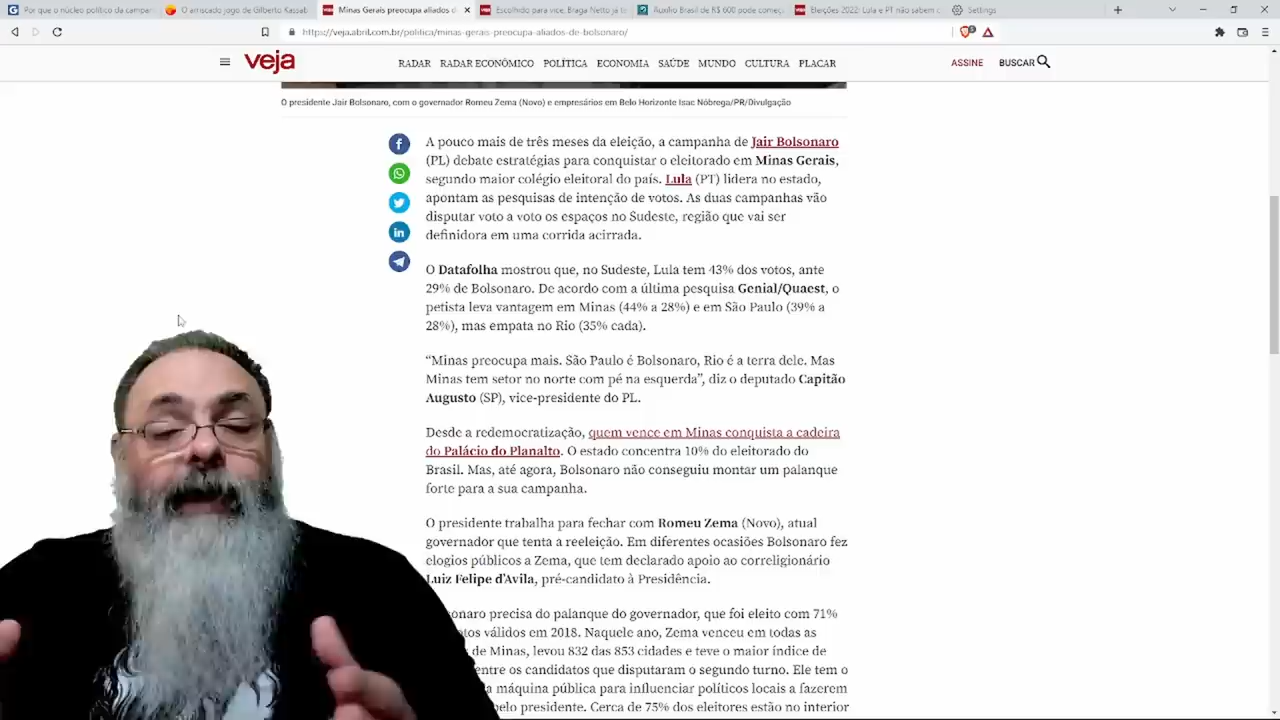 Por que o núcleo político da campan
O arriscado jogo de Gilberto Kassab
Minas Gerais preocupa aliados d
Escolhido para vice, Braga Netto já to
Auxílio Brasil de R$ 600 pode começa
Eleições 2022: Lula e PT não sabem c
Settings
https://veja.abril.com.br/politica/minas-gerais-preocupa-aliados-de-bolsonaro/
veja
RADAR RADAR ECONÔMICO POLÍTICA ECONOMIA SAÚDE MUNDO CULTURA PLACAR
ASSINE BUSCAR
O presidente Jair Bolsonaro, com o governador Romeu Zema (Novo) e empresários em Belo Horizonte Isac Nóbrega/PR/Divulgação
A pouco mais de três meses da eleição, a campanha de Jair Bolsonaro
(PL) debate estratégias para conquistar o eleitorado em Minas Gerais,
segundo maior colégio eleitoral do país. Lula (PT) lidera no estado,
apontam as pesquisas de intenção de votos. As duas campanhas vão
disputar voto a voto os espaços no Sudeste, região que vai ser
definidora em uma corrida acirrada.
O Datafolha mostrou que, no Sudeste, Lula tem 43% dos votos, ante
29% de Bolsonaro. De acordo com a última pesquisa Genial/Quaest, o
petista leva vantagem em Minas (44% a 28%) e em São Paulo (39% a
28%), mas empata no Rio (35% cada).
“Minas preocupa mais. São Paulo é Bolsonaro, Rio é a terra dele. Mas
Minas tem setor no norte com pé na esquerda”, diz o deputado Capitão
Augusto (SP), vice-presidente do PL.
Desde a redemocratização, quem vence em Minas conquista a cadeira
do Palácio do Planalto. O estado concentra 10% do eleitorado do
Brasil. Mas, até agora, Bolsonaro não conseguiu montar um palanque
forte para a sua campanha.
O presidente trabalha para fechar com Romeu Zema (Novo), atual
governador que tenta a reeleição. Em diferentes ocasiões Bolsonaro fez
elogios públicos a Zema, que tem declarado apoio ao correligionário
Luiz Felipe d’Avila, pré-candidato à Presidência.
onaro precisa do palanque do governador, que foi eleito com 71%
tos válidos em 2018. Naquele ano, Zema venceu em todas as
de Minas, levou 832 das 853 cidades e teve o maior índice de
entre os candidatos que disputaram o segundo turno. Ele tem o
a máquina pública para influenciar políticos locais a fazerem
pelo presidente. Cerca de 75% dos eleitores estão no interior